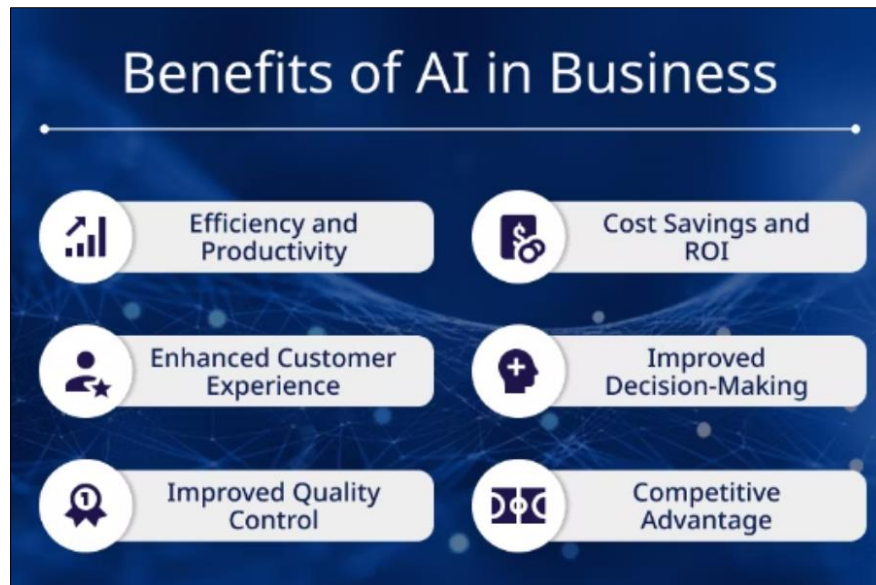 Benefits of AI in Business
Efficiency and
Productivity
Cost Savings and
ROI
Enhanced Customer
Experience
Improved
Decision-Making
Improved Quality
Control
Competitive
Advantage